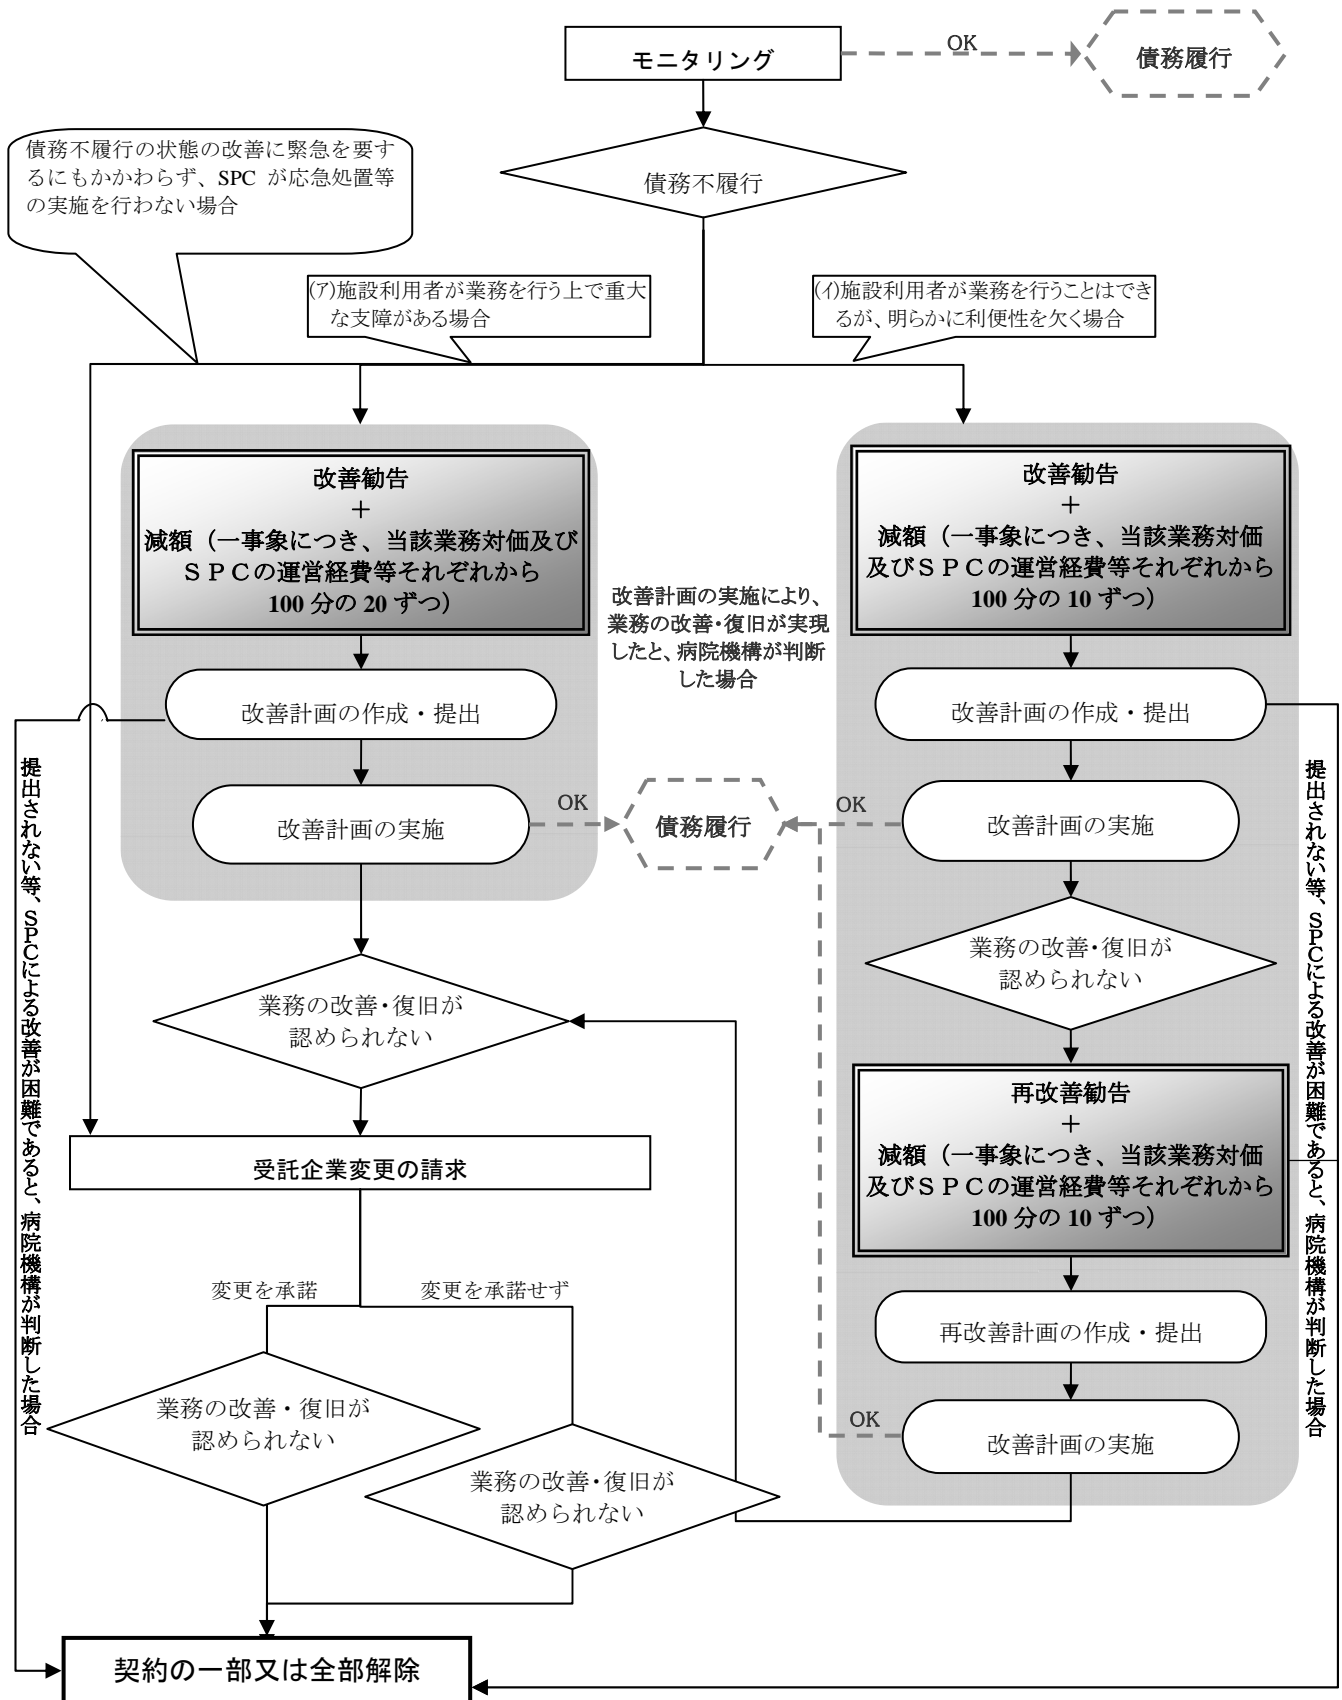 モニタリング
OK
債務履行
債務不履行
債務不履行の状態の改善に緊急を要す
るにもかかわらず、SPC が応急処置等
の実施を行わない場合
(ア)施設利用者が業務を行う上で重大
な支障がある場合
(イ)施設利用者が業務を行うことはでき
るが、明らかに利便性を欠く場合
改善勧告
+
減額（一事象につき、当該業務対価及び
ＳＰＣの運営経費等それぞれから
100 分の 20 ずつ）
改善計画の作成・提出
改善計画の実施
改善計画の実施により、
業務の改善・復旧が実現
したと、病院機構が判断
した場合
OK
債務履行
OK
改善勧告
+
減額（一事象につき、当該業務対価
及びＳＰＣの運営経費等それぞれから
100 分の 10 ずつ）
改善計画の作成・提出
改善計画の実施
業務の改善・復旧が
認められない
再改善勧告
+
減額（一事象につき、当該業務対価
及びＳＰＣの運営経費等それぞれから
100 分の 10 ずつ）
再改善計画の作成・提出
OK
改善計画の実施
提出されない等、ＳＰＣによる改善が困難であると、病院機構が判断した場合
提出されない等、ＳＰＣによる改善が困難であると、病院機構が判断した場合
業務の改善・復旧が
認められない
受託企業変更の請求
変更を承諾
変更を承諾せず
業務の改善・復旧が
認められない
業務の改善・復旧が
認められない
契約の一部又は全部解除